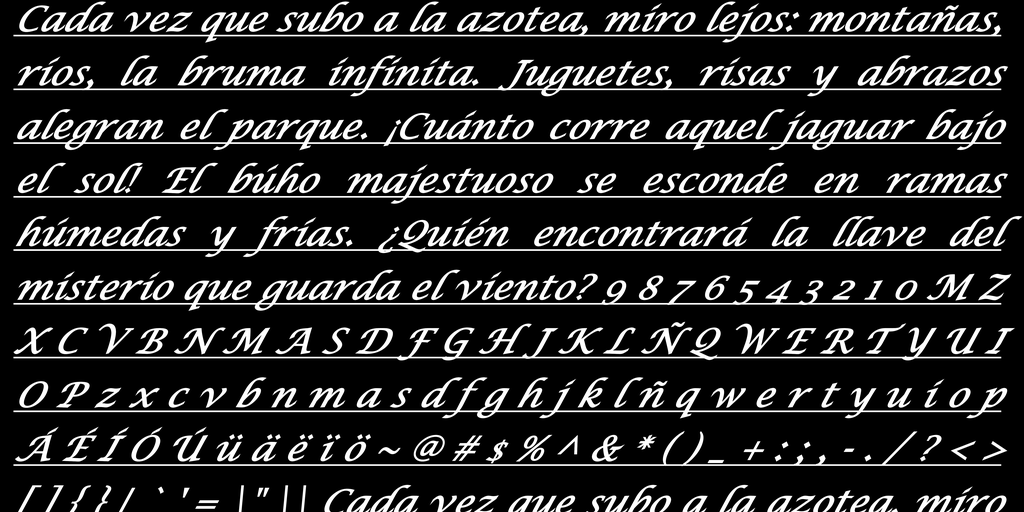 Cada vez que subo a la azotea, miro lejos: montañas,
ríos, la bruma infinita. Juguetes, risas y abrazos
alegran el parque. ¡Cuánto corre aquel jaguar bajo
el sol! El búho majestuoso se esconde en ramas
húmedas y frías. ¿Quién encontrará la llave del
misterio que guarda el viento? 9 8 7 6 5 4 3 2 1 0 M Z
X C V B N M A S D F G H J K L Ñ Q W E R T Y U I
O P z x c v b n m a s d f g h j k l ñ q w e r t y u i o p
Á É Í Ó Ú ü ä ë ï ö ~ @ # $ % ^ & * ( ) _ + : ; , - . / ? < >
[ ] { } / ` ' = | " | | Cada vez que subo a la azotea, miro